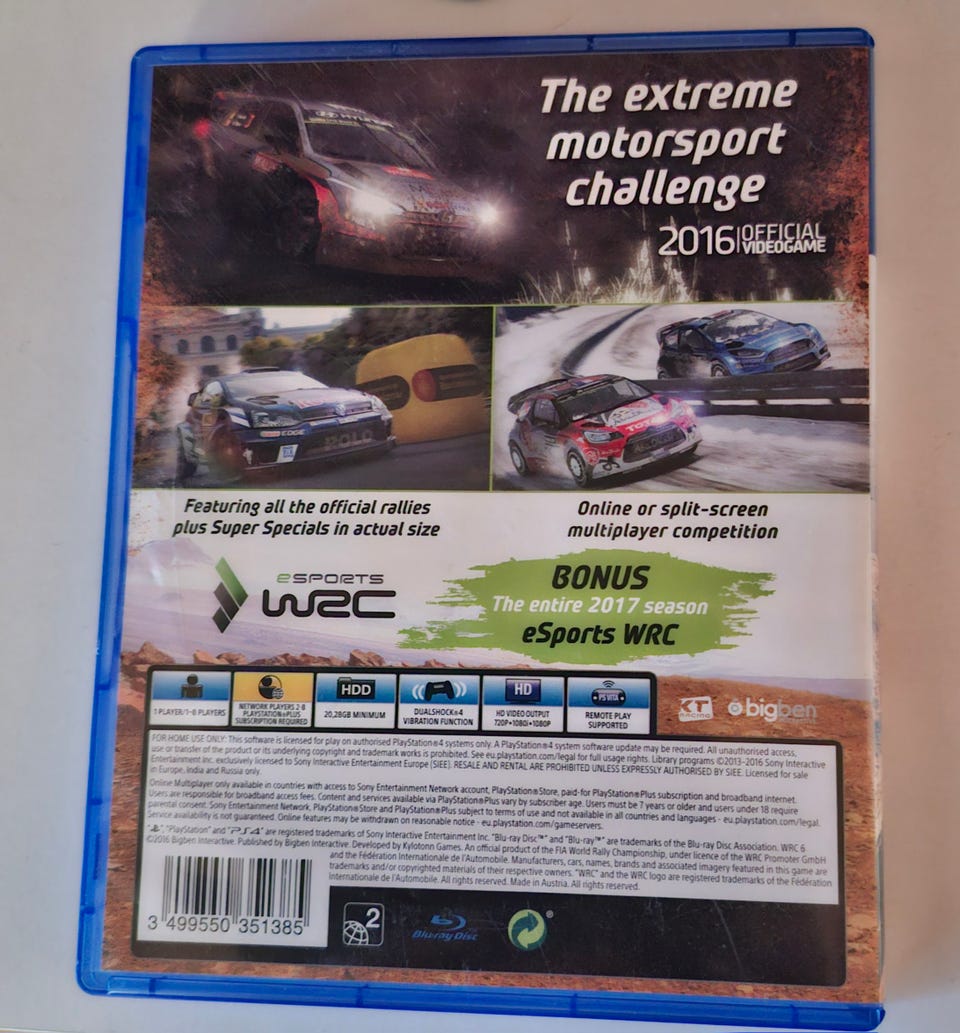 The extreme
motorsport
challenge
2016 OFFICIAL
VIDEOGAME
HYUNDAI
EDGE
POLO
TOTAL
Featuring all the official rallies
plus Super Specials in actual size
Online or split-screen
multiplayer competition
eSPORTS
WRC
BONUS
The entire 2017 season
eSports WRC
1 PLAYER/1-8 PLAYERS
NETWORK PLAYERS 2-8
PLAYSTATION®PLUS
SUBSCRIPTION REQUIRED
HDD
20,28GB MINIMUM
DUALSHOCK®4
VIBRATION FUNCTION
HD
HD VIDEO OUTPUT
720P•1080i•1080P
PS VITA
REMOTE PLAY
SUPPORTED
KT
RACING
bigben
FOR HOME USE ONLY: This software is licensed for play on authorised PlayStation®4 systems only. A PlayStation®4 system software update may be required. All unauthorised access,
use or transfer of the product or its underlying copyright and trademark works is prohibited. See eu.playstation.com/legal for full usage rights. Library programs ©2013-2016 Sony Interactive
Entertainment Inc. exclusively licensed to Sony Interactive Entertainment Europe (SIEE). RESALE AND RENTAL ARE PROHIBITED UNLESS EXPRESSLY AUTHORISED BY SIEE. Licensed for sale
in Europe, India and Russia only.
Online Multiplayer only available in countries with access to Sony Entertainment Network account, PlayStation®Store, paid-for PlayStation®Plus subscription and broadband internet.
Users are responsible for broadband access fees. Content and services available via PlayStation®Plus vary by subscriber age. Users must be 7 years or older and users under 18 require
parental consent. Sony Entertainment Network, PlayStation®Store and PlayStation®Plus subject to terms of use and not available in all countries and languages - eu.playstation.com/legal.
Service availability is not guaranteed. Online features may be withdrawn on reasonable notice - eu.playstation.com/gameservers.
"PlayStation" and "PS4" are registered trademarks of Sony Interactive Entertainment Inc. "Blu-ray Disc™" and "Blu-ray™" are trademarks of the Blu-ray Disc Association. WRC 6
©2016 Bigben Interactive. Published by Bigben Interactive. Developed by Kylotonn Games. An official product of the FIA World Rally Championship, under licence of the WRC Promoter GmbH
and the Fédération Internationale de l'Automobile. Manufacturers, cars, names, brands and associated imagery featured in this game are
trademarks and/or copyrighted materials of their respective owners. "WRC" and the WRC logo are registered trademarks of the Fédération
Internationale de l'Automobile. All rights reserved. Made in Austria. All rights reserved.
3 499550 351385
2
Blu-ray Disc
®